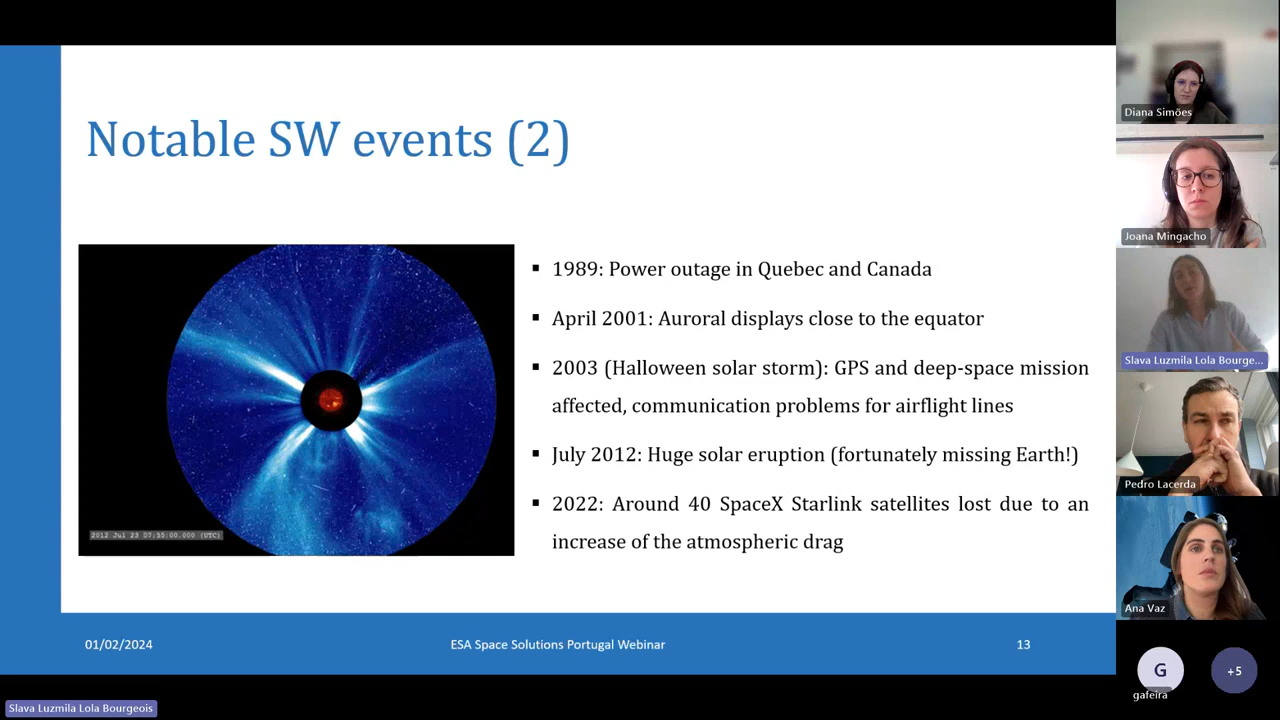 Notable SW events (2)
2012 Jul 23 07:55:00.000 (UTC)
▪ 1989: Power outage in Quebec and Canada
▪ April 2001: Auroral displays close to the equator
▪ 2003 (Halloween solar storm): GPS and deep-space mission
affected, communication problems for airflight lines
▪ July 2012: Huge solar eruption (fortunately missing Earth!)
▪ 2022: Around 40 SpaceX Starlink satellites lost due to an
increase of the atmospheric drag
01/02/2024
ESA Space Solutions Portugal Webinar
13
Slava Luzmila Lola Bourgeois
Diana Simões
Joana Mingacho
Slava Luzmila Lola Bourge...
Pedro Lacerda
Ana Vaz
G
gafeira
+5